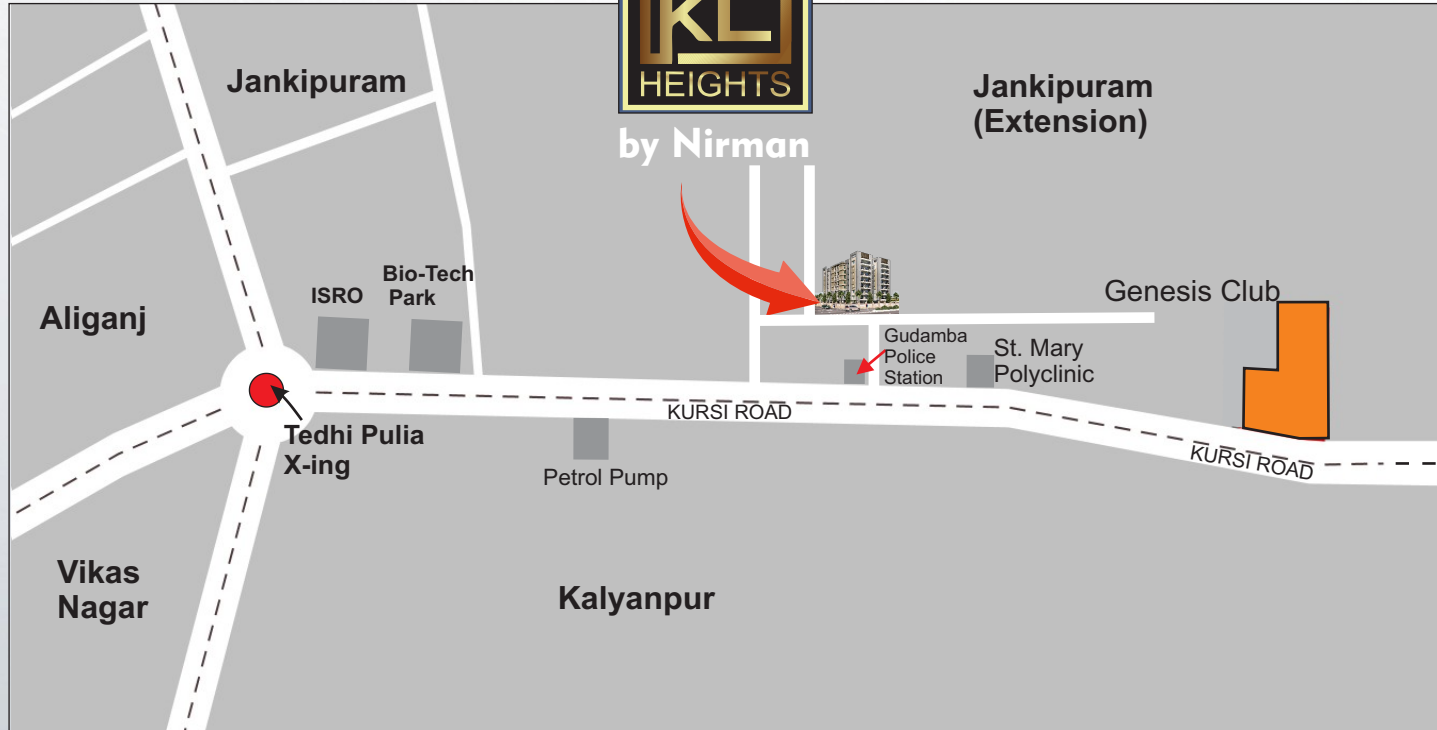 KL
HEIGHTS
by Nirman
Jankipuram
Jankipuram
(Extension)
Aliganj
ISRO
Bio-Tech
Park
Genesis Club
Gudamba
Police
Station
St. Mary
Polyclinic
KURSI ROAD
KURSI ROAD
Tedhi Pulia
X-ing
Petrol Pump
Vikas
Nagar
Kalyanpur